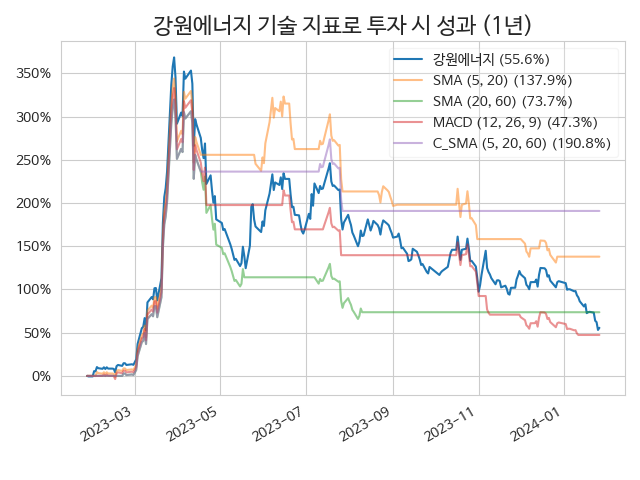 강원에너지 기술 지표로 투자 시 성과 (1년)
강원에너지 (55.6%)
SMA (5, 20) (137.9%)
SMA (20, 60) (73.7%)
MACD (12, 26, 9) (47.3%)
C_SMA (5, 20, 60) (190.8%)
350%
300%
250%
200%
150%
100%
50%
0%
2023-03
2023-05
2023-07
2023-09
2023-11
2024-01